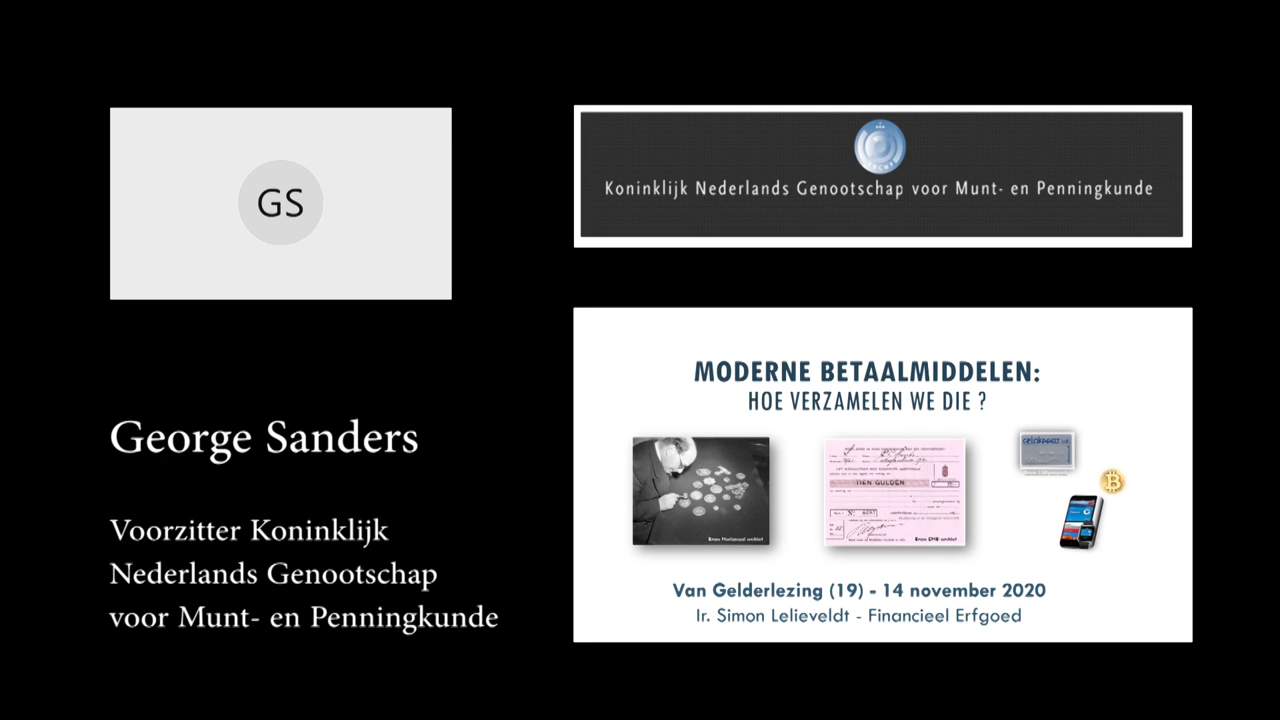 GS
George Sanders
Voorzitter Koninklijk
Nederlands Genootschap
voor Munt- en Penningkunde
Koninklijk Nederlands Genootschap voor Munt- en Penningkunde
MODERNE BETAALMIDDELEN:
HOE VERZAMELEN WE DIE ?
TIEN GULDEN
Van Gelderlezing (19) - 14 november 2020
Ir. Simon Lelieveldt - Financieel Erfgoed